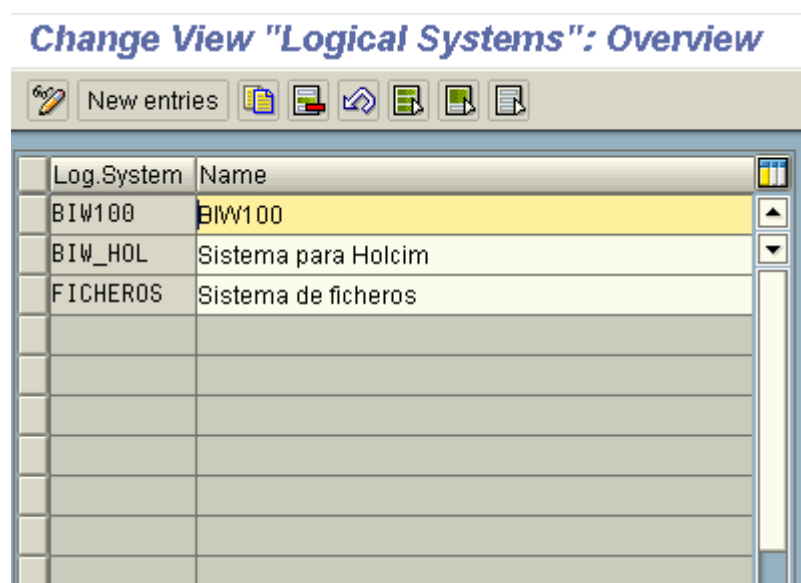 Change View "Logical Systems": Overview
New entries
Log.System Name
BIW100 BIW100
BIW_HOL Sistema para Holcim
FICHEROS Sistema de ficheros